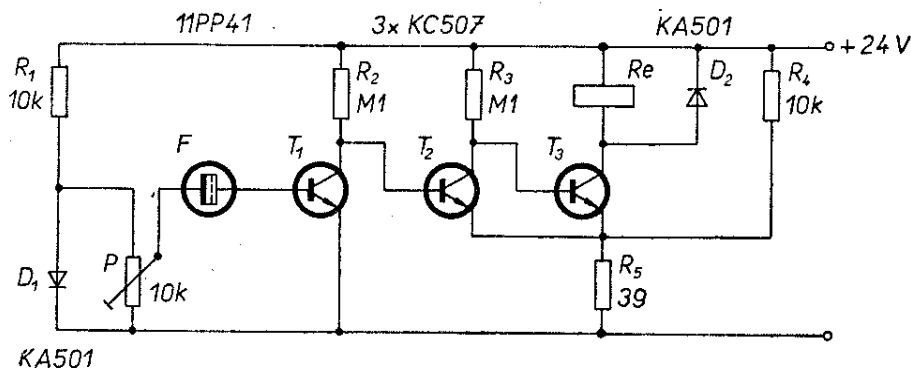 11PP41 3x KC507 KA501
+ 24 V
R₁ 10k
R₂ M1
R₃ M1
Re
D₂
R₄ 10k
F
T₁
T₂
T₃
D₁
P 10k
R₅ 39
KA501